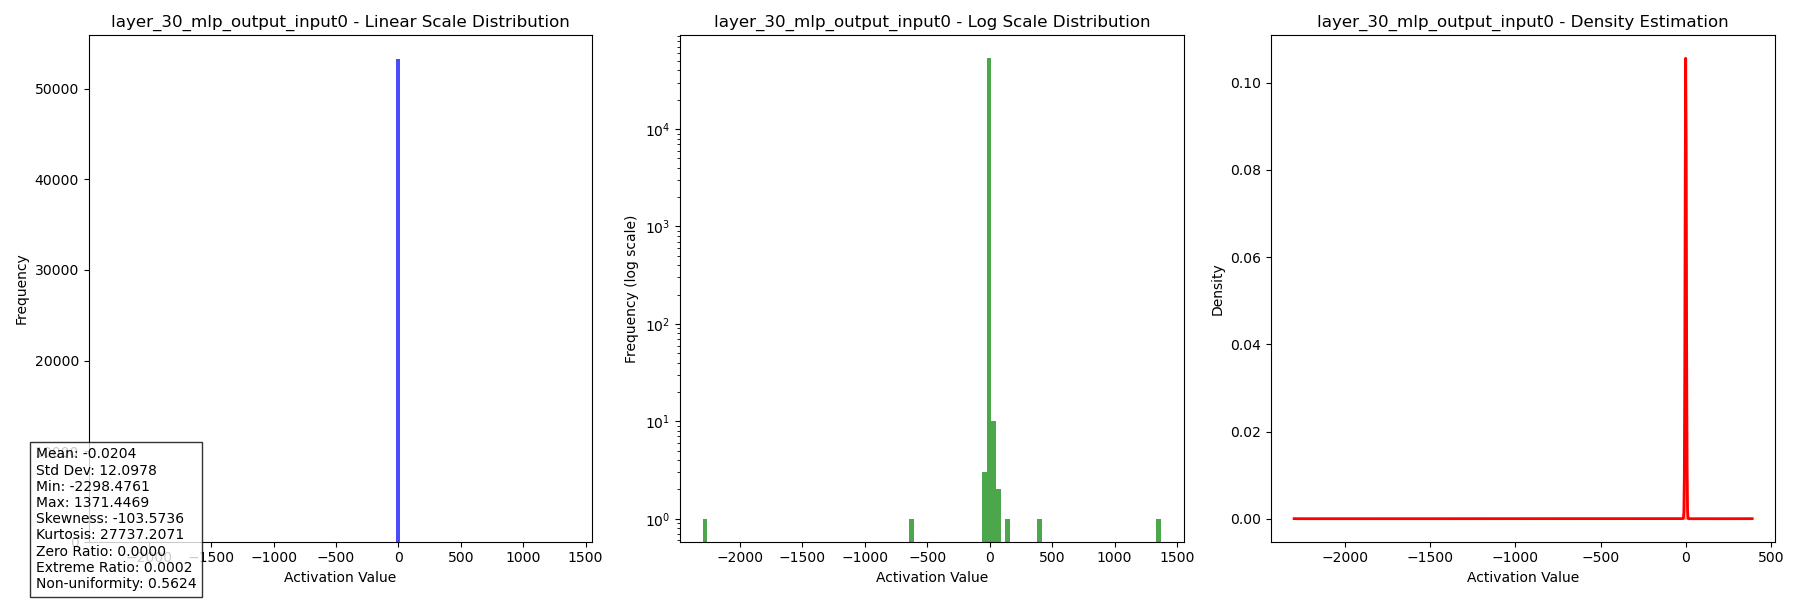 layer_30_mlp_output_input0 - Linear Scale Distribution
Frequency
50000
40000
30000
20000
−1500
−1000
−500
0
500
1000
1500
Activation Value
Mean: -0.0204
Std Dev: 12.0978
Min: -2298.4761
Max: 1371.4469
Skewness: -103.5736
Kurtosis: 27737.2071
Zero Ratio: 0.0000
Extreme Ratio: 0.0002
Non-uniformity: 0.5624
layer_30_mlp_output_input0 - Log Scale Distribution
Frequency (log scale)
10⁴
10³
10²
10¹
10⁰
−2000
−1500
−1000
−500
0
500
1000
1500
Activation Value
layer_30_mlp_output_input0 - Density Estimation
Density
0.10
0.08
0.06
0.04
0.02
0.00
−2000
−1500
−1000
−500
0
500
Activation Value